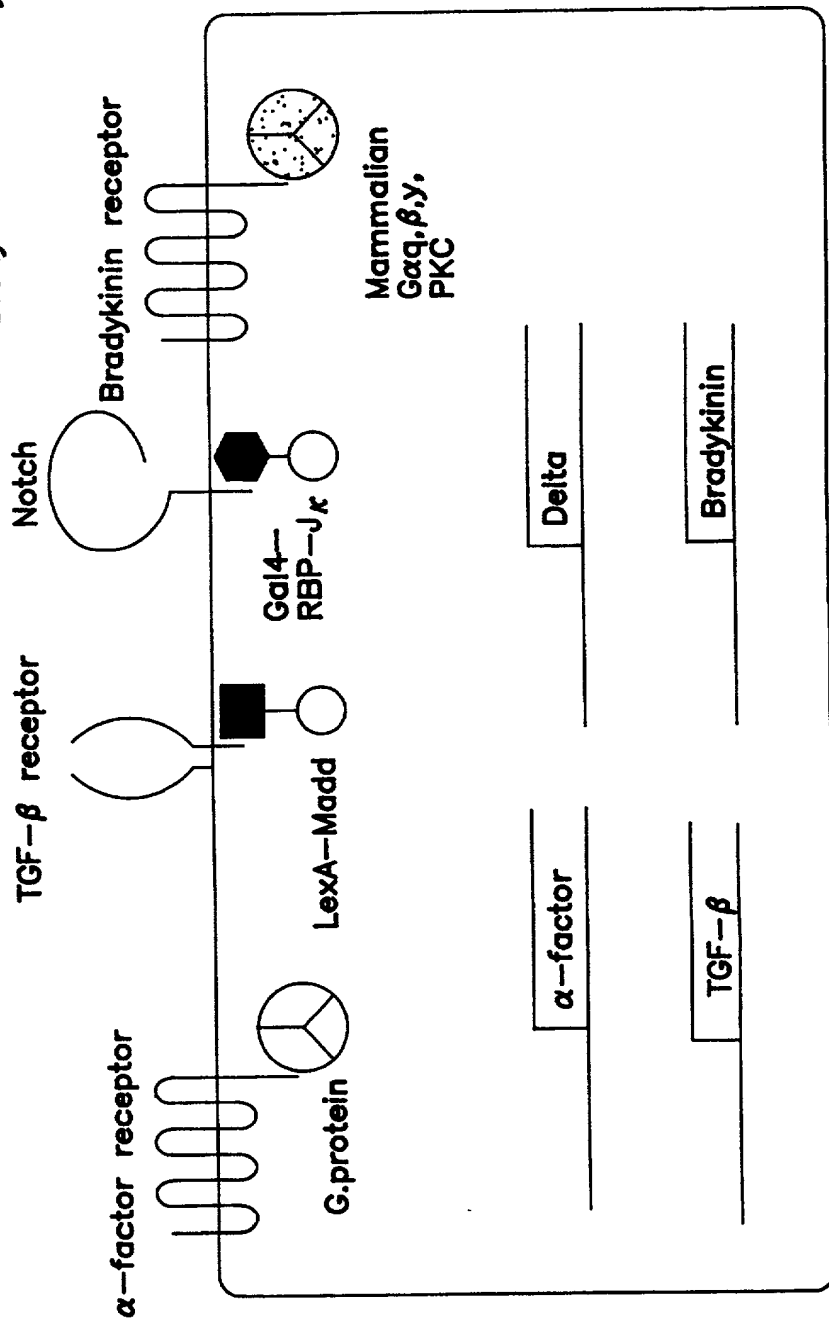 α-factor receptor
TGF-β receptor
Notch
Bradykinin receptor
G.protein
LexA-Madd
Gal4-
RBP-Jκ
Mammalian
Gαq,β,γ,
PKC
α-factor
Delta
TGF-β
Bradykinin